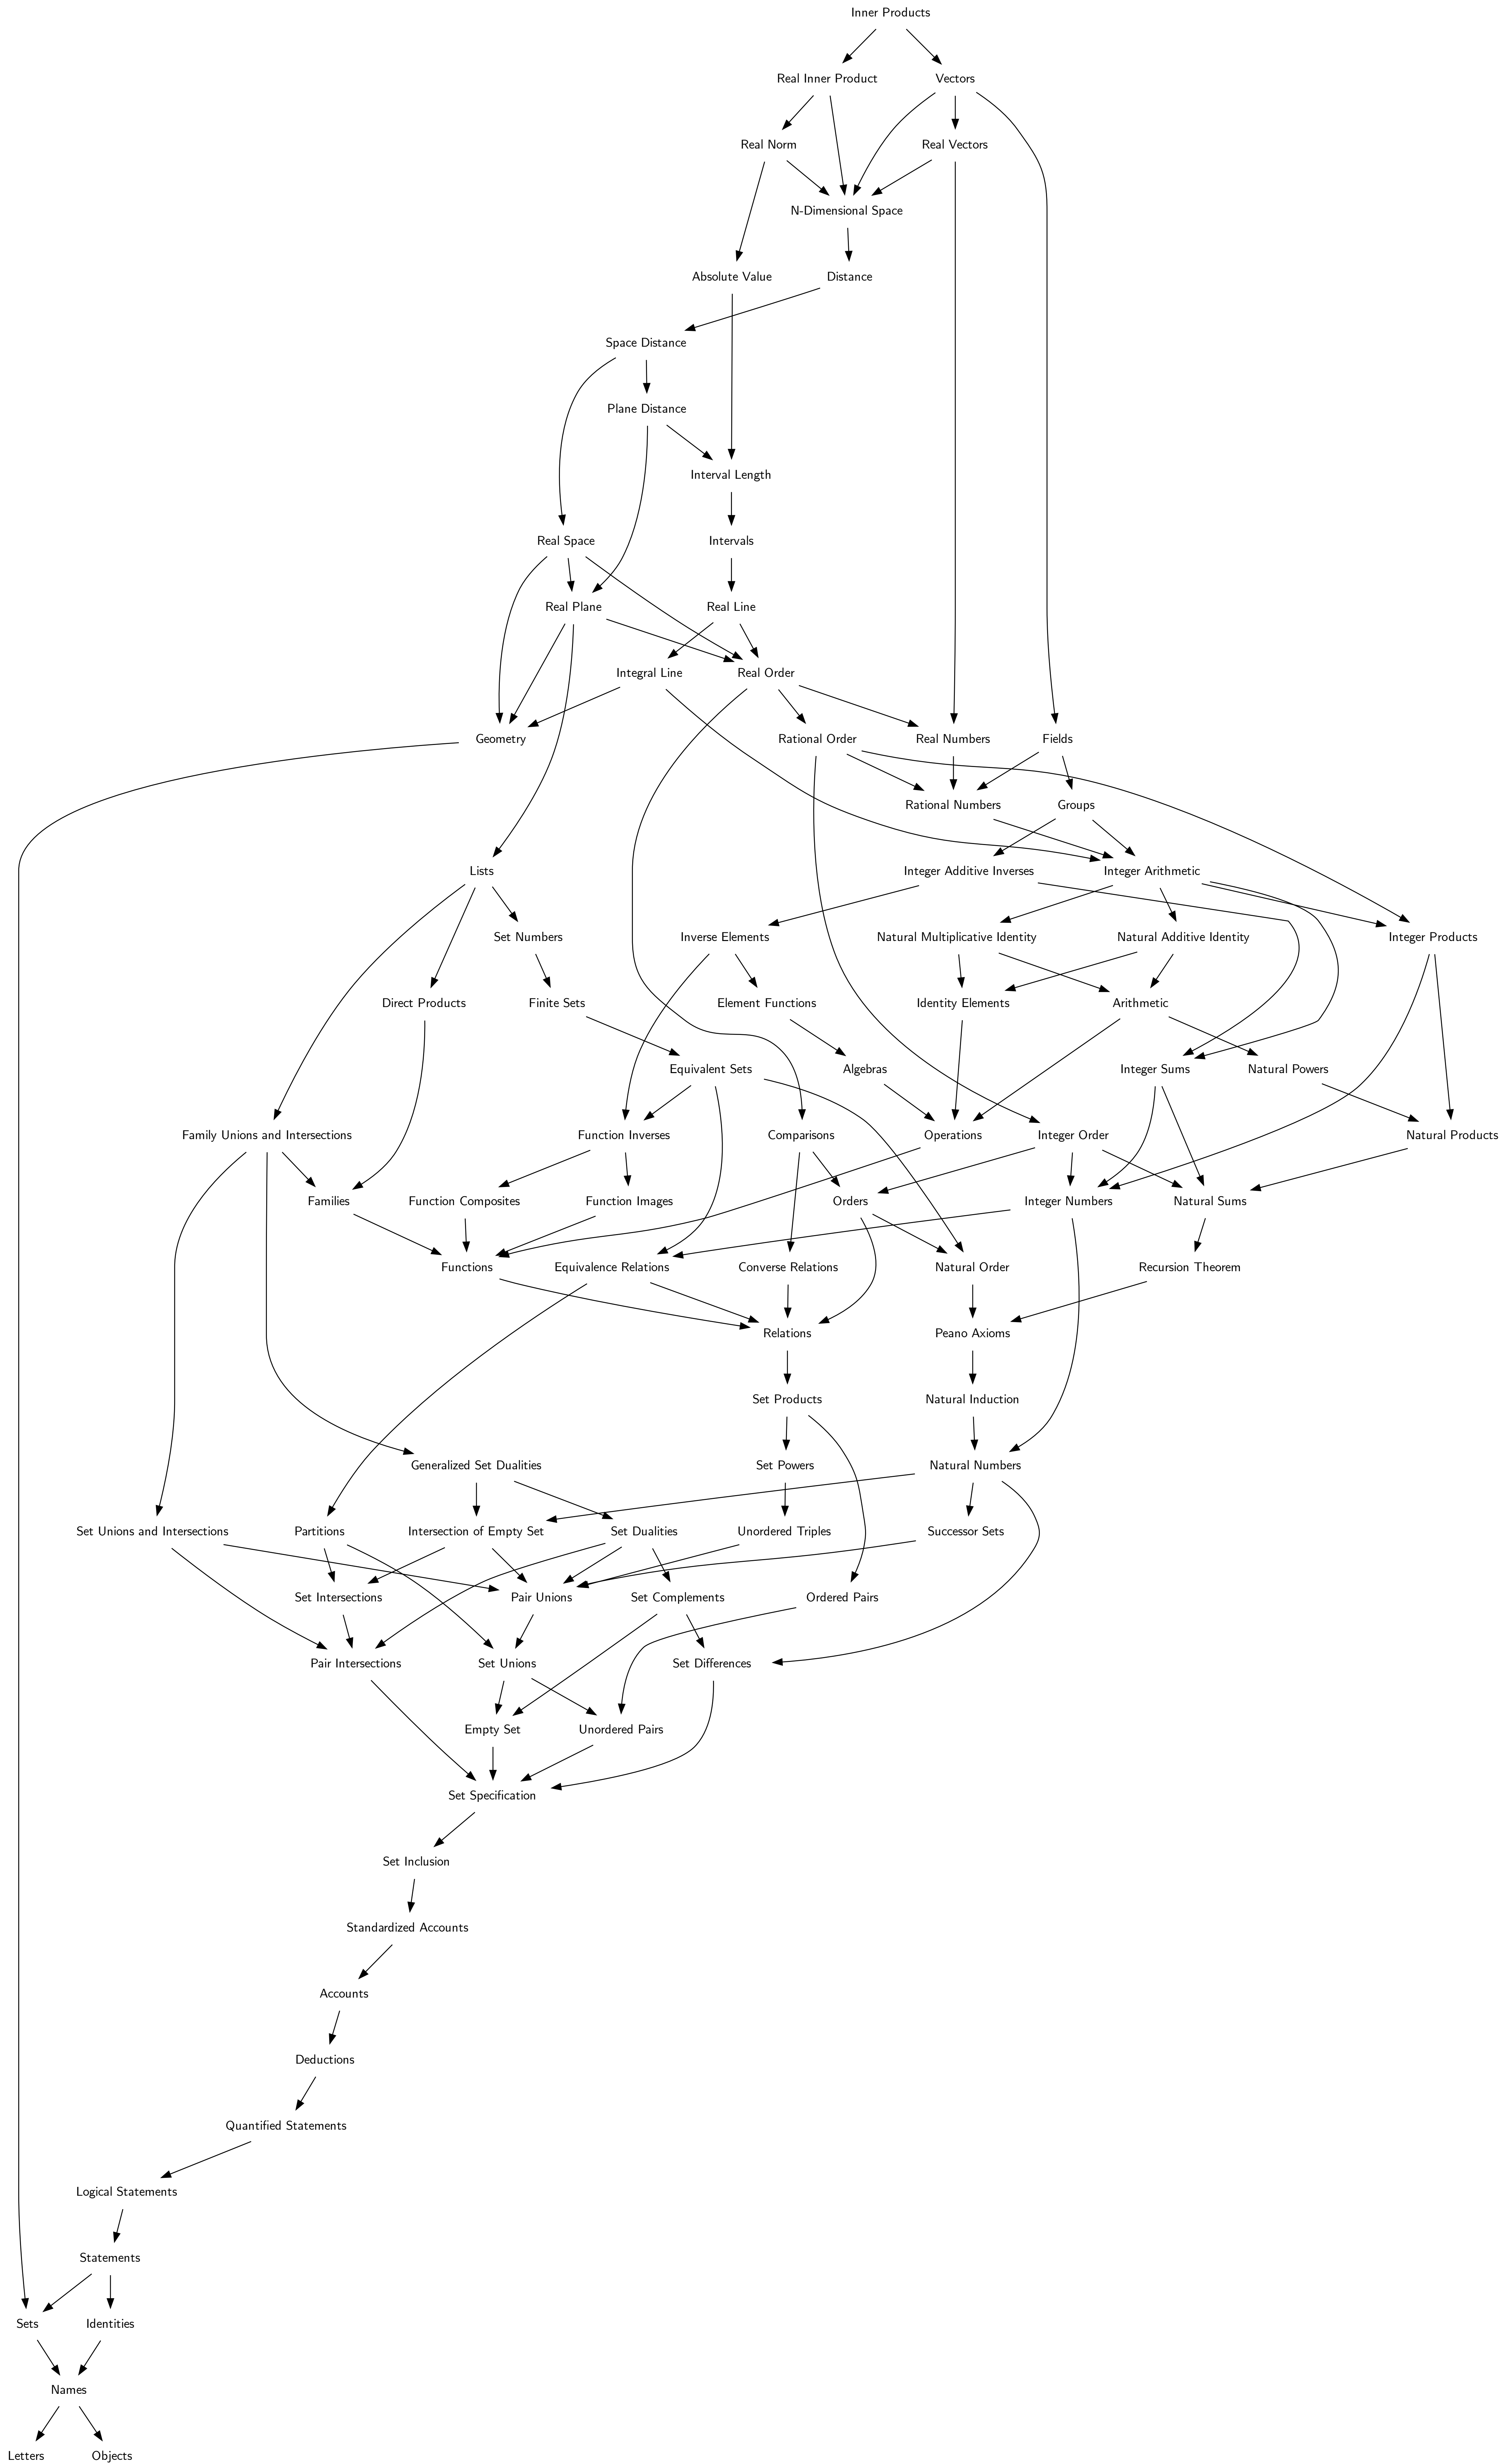 Inner Products
Real Inner Product
Vectors
Real Norm
Real Vectors
N-Dimensional Space
Absolute Value
Distance
Space Distance
Plane Distance
Interval Length
Real Space
Intervals
Real Plane
Real Line
Integral Line
Real Order
Geometry
Rational Order
Real Numbers
Fields
Rational Numbers
Groups
Lists
Integer Additive Inverses
Integer Arithmetic
Set Numbers
Inverse Elements
Natural Multiplicative Identity
Natural Additive Identity
Integer Products
Direct Products
Finite Sets
Element Functions
Identity Elements
Arithmetic
Equivalent Sets
Algebras
Integer Sums
Natural Powers
Family Unions and Intersections
Function Inverses
Comparisons
Operations
Integer Order
Natural Products
Families
Function Composites
Function Images
Orders
Integer Numbers
Natural Sums
Functions
Equivalence Relations
Converse Relations
Natural Order
Recursion Theorem
Relations
Peano Axioms
Set Products
Natural Induction
Generalized Set Dualities
Set Powers
Natural Numbers
Set Unions and Intersections
Partitions
Intersection of Empty Set
Set Dualities
Unordered Triples
Successor Sets
Set Intersections
Pair Unions
Set Complements
Ordered Pairs
Pair Intersections
Set Unions
Set Differences
Empty Set
Unordered Pairs
Set Specification
Set Inclusion
Standardized Accounts
Accounts
Deductions
Quantified Statements
Logical Statements
Statements
Sets
Identities
Names
Letters
Objects